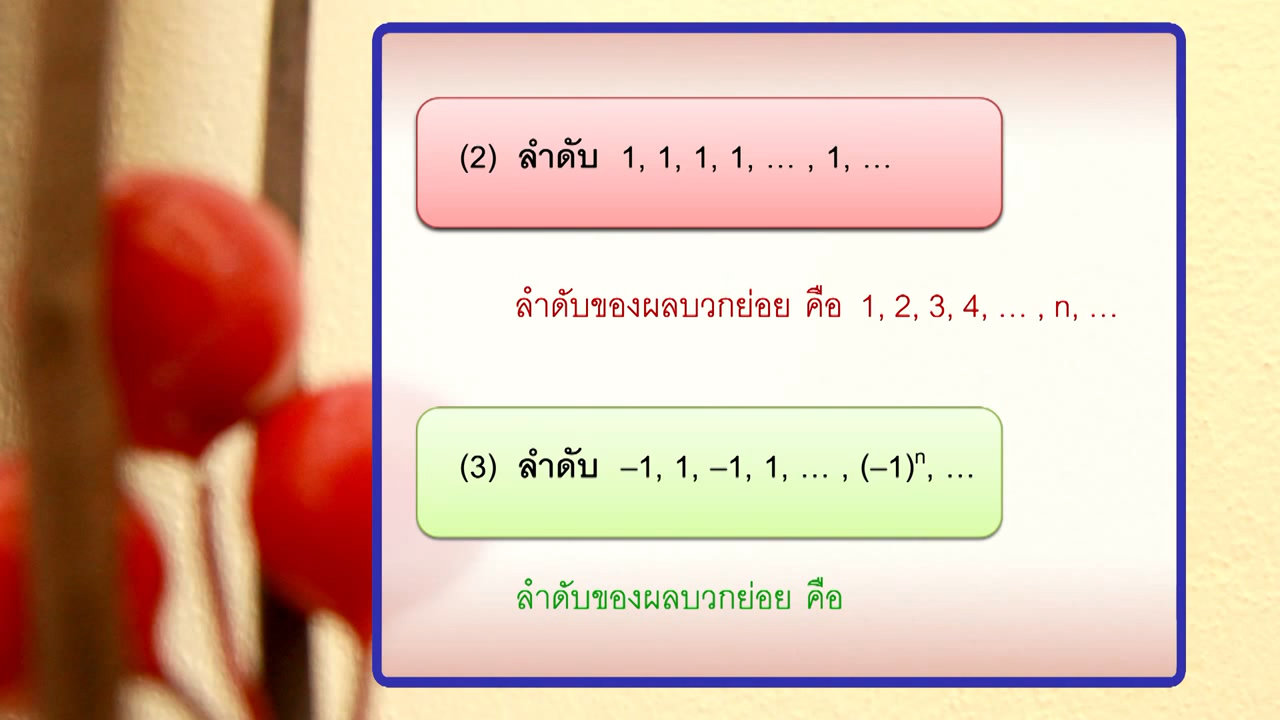 (2) ลำดับ 1, 1, 1, 1, … , 1, …
ลำดับของผลบวกย่อย คือ 1, 2, 3, 4, … , n, …
(3) ลำดับ –1, 1, –1, 1, … , (–1)ⁿ, …
ลำดับของผลบวกย่อย คือ